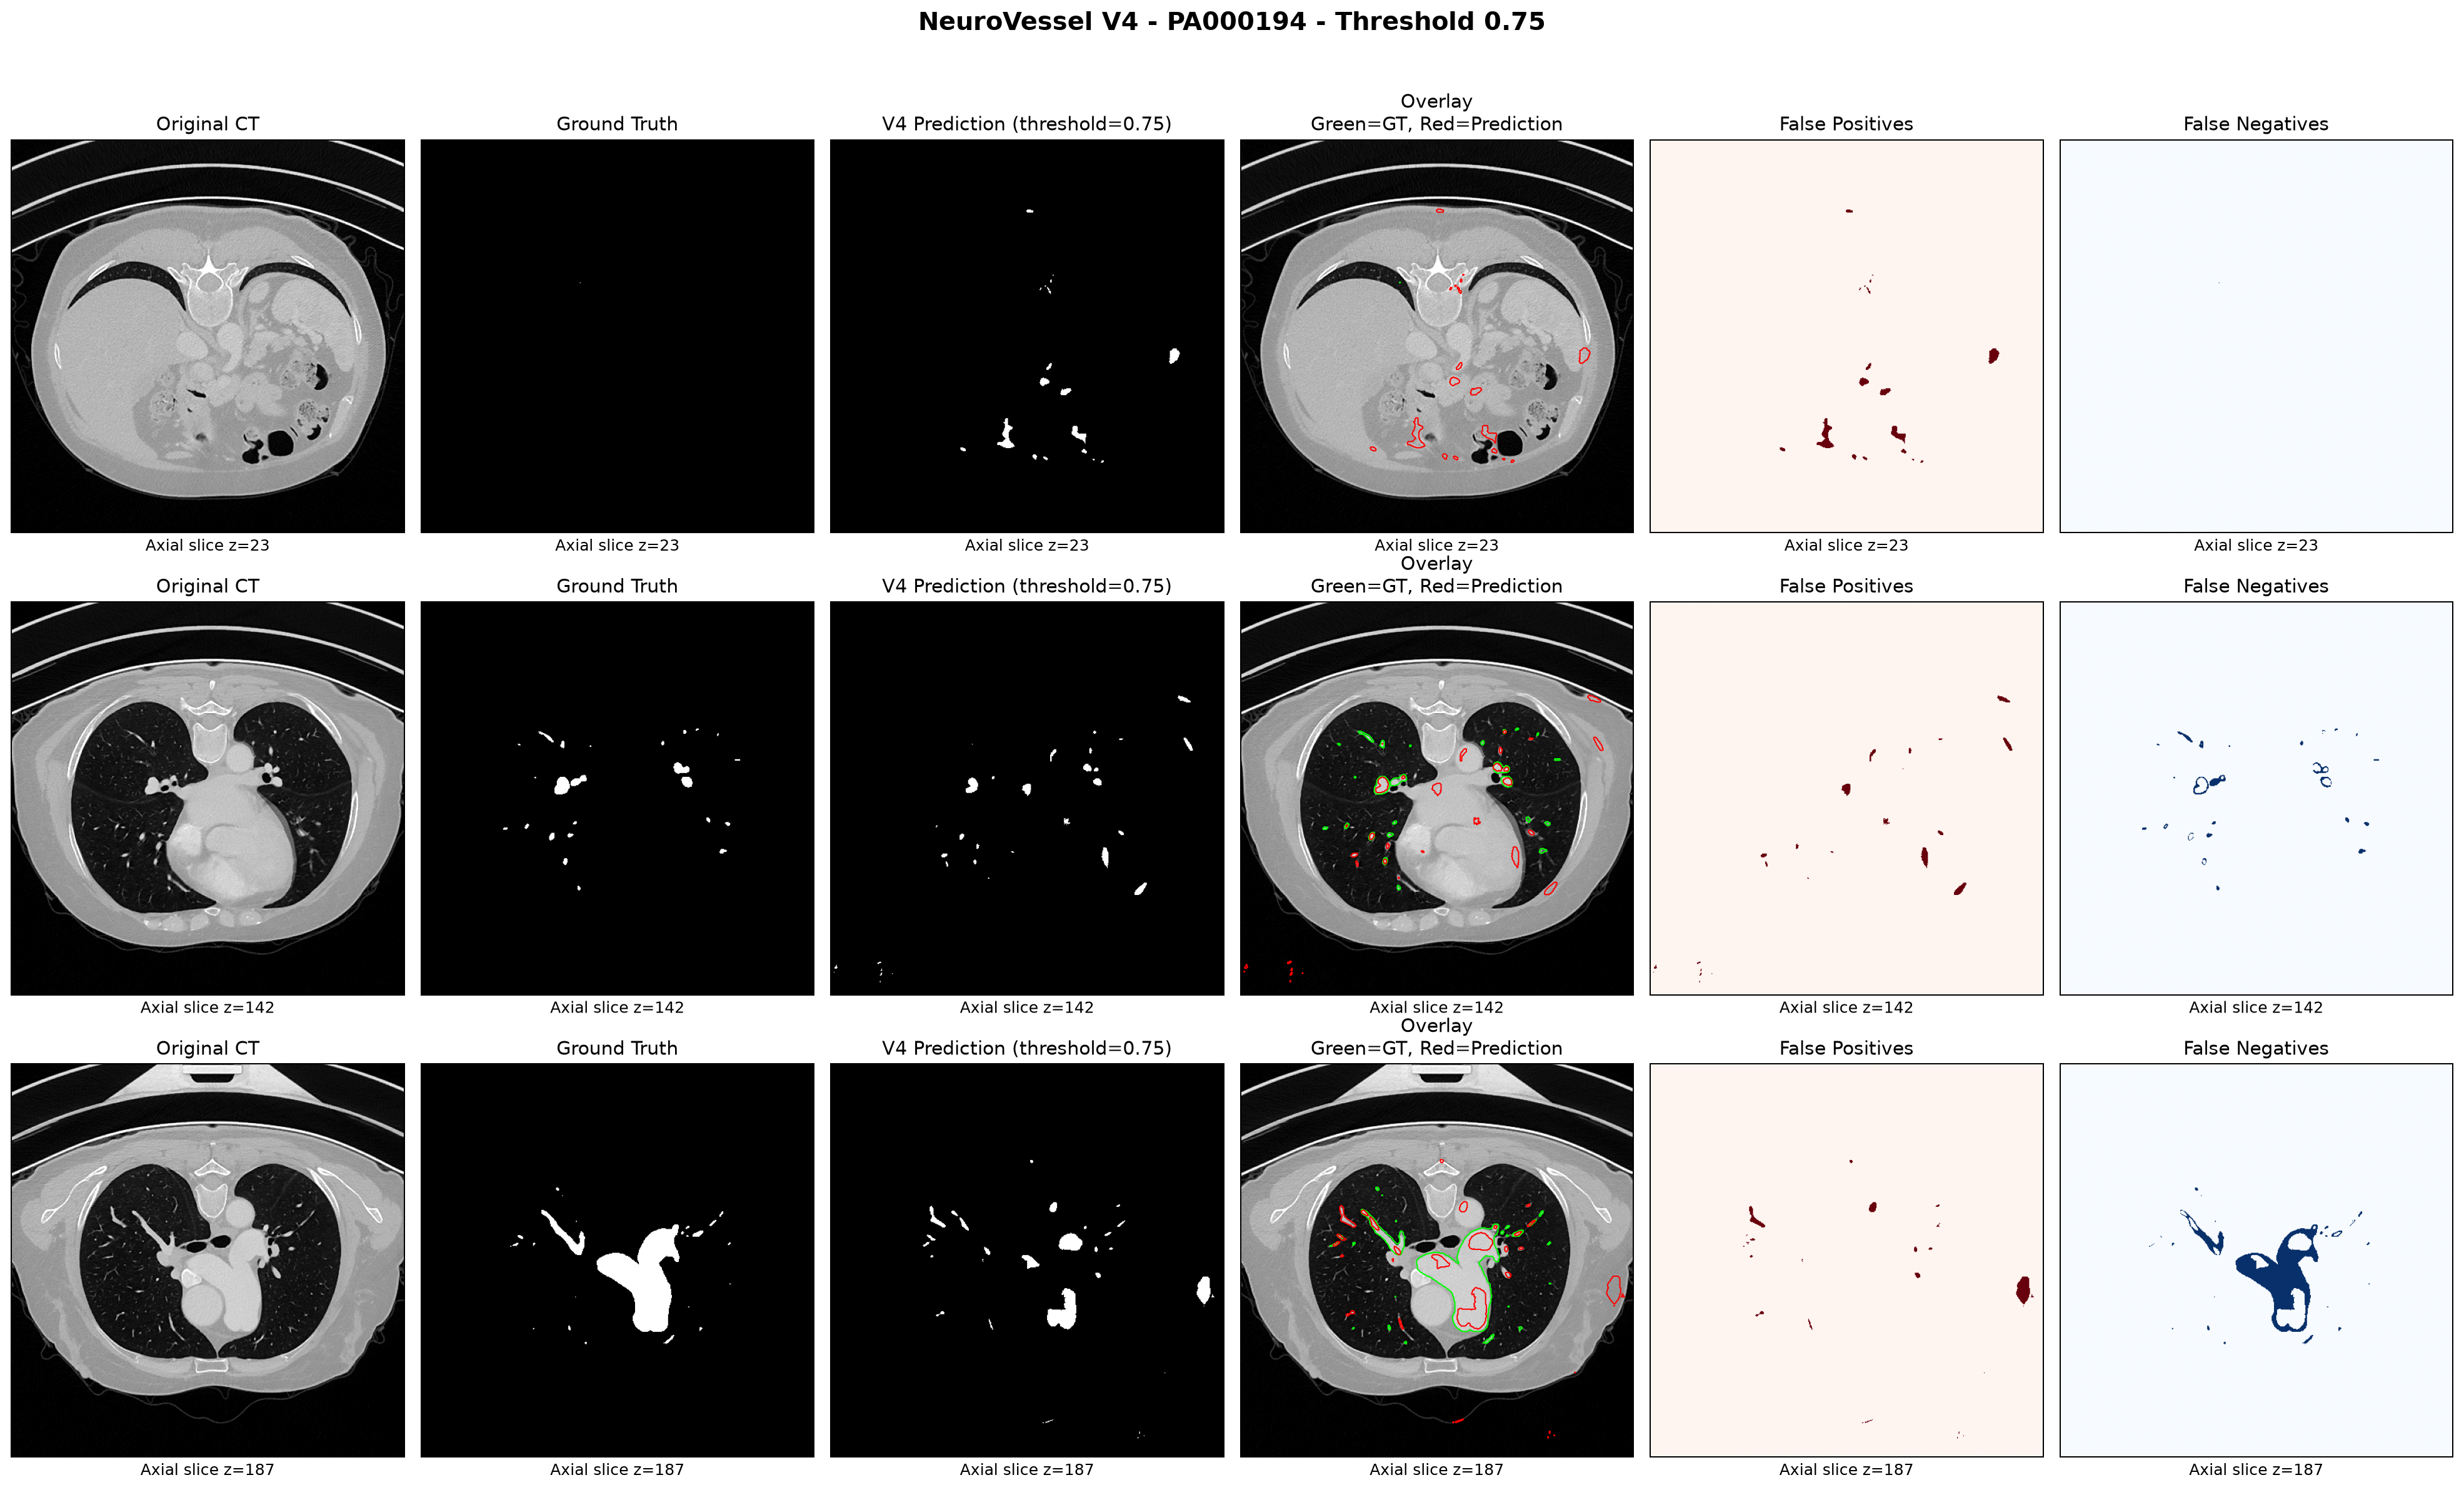 NeuroVessel V4 - PA000194 - Threshold 0.75
Original CT
Ground Truth
V4 Prediction (threshold=0.75)
Overlay
Green=GT, Red=Prediction
False Positives
False Negatives
Axial slice z=23
Axial slice z=23
Axial slice z=23
Axial slice z=23
Axial slice z=23
Axial slice z=23
Original CT
Ground Truth
V4 Prediction (threshold=0.75)
Overlay
Green=GT, Red=Prediction
False Positives
False Negatives
Axial slice z=142
Axial slice z=142
Axial slice z=142
Axial slice z=142
Axial slice z=142
Axial slice z=142
Original CT
Ground Truth
V4 Prediction (threshold=0.75)
Overlay
Green=GT, Red=Prediction
False Positives
False Negatives
Axial slice z=187
Axial slice z=187
Axial slice z=187
Axial slice z=187
Axial slice z=187
Axial slice z=187